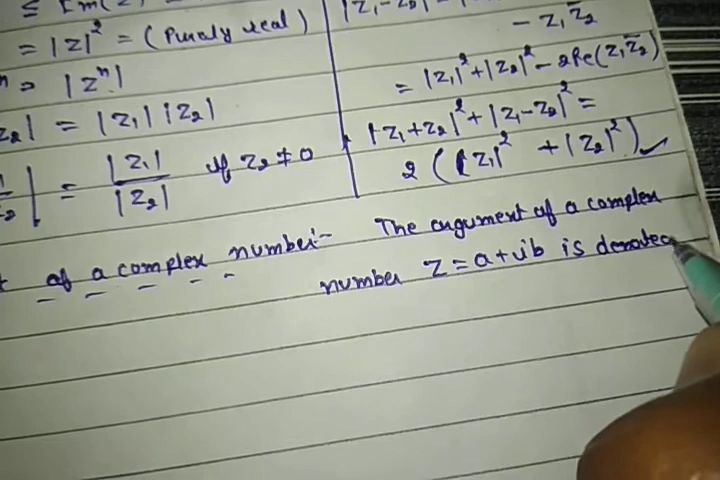 = |z|² = (Purely real)
|zⁿ|
z₂| = |z₁| |z₂|
= |z₁| / |z₂| if z₂ ≠ 0
- z₁z̄₂
= |z₁|² + |z₂|² - 2Re(z₁z̄₂)
|z₁+z₂|² + |z₁-z₂|² =
2(|z₁|² + |z₂|²)
of a complex number:- The argument of a complex
number z = a+ib is denoted